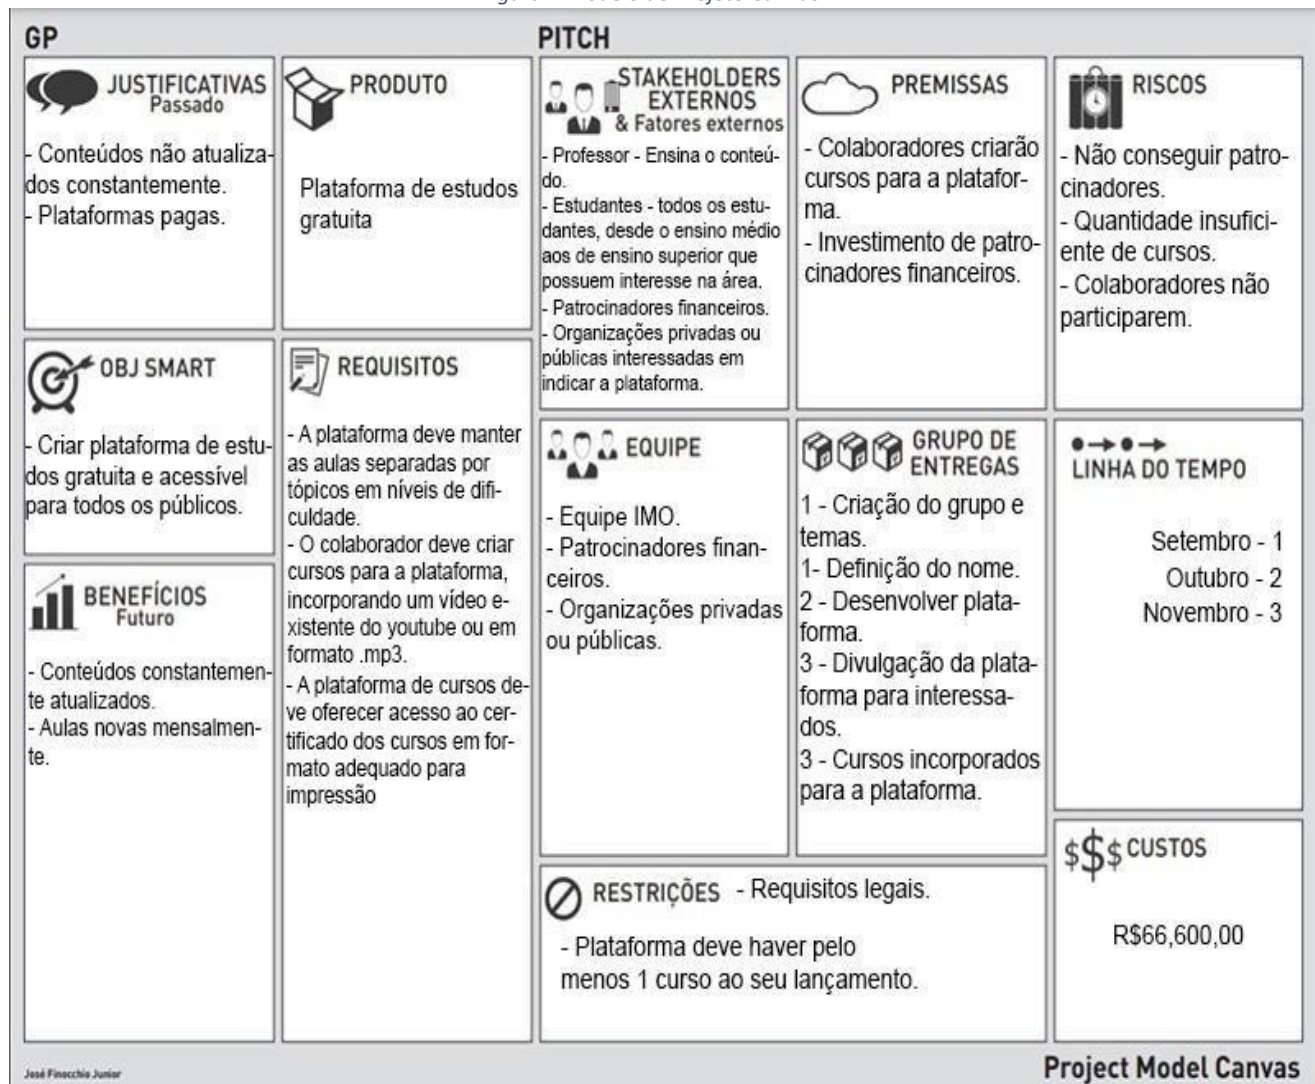 GP
PITCH
JUSTIFICATIVAS
Passado
- Conteúdos não atualiza-
dos constantemente.
- Plataformas pagas.
PRODUTO
Plataforma de estudos
gratuita
STAKEHOLDERS
EXTERNOS
& Fatores externos
- Professor - Ensina o conteú-
do.
- Estudantes - todos os estu-
dantes, desde o ensino médio
aos de ensino superior que
possuem interesse na área.
- Patrocinadores financeiros.
- Organizações privadas ou
públicas interessadas em
indicar a plataforma.
PREMISSAS
- Colaboradores criarão
cursos para a platafor-
ma.
- Investimento de patro-
cinadores financeiros.
RISCOS
- Não conseguir patro-
cinadores.
- Quantidade insufici-
ente de cursos.
- Colaboradores não
participarem.
OBJ SMART
- Criar plataforma de estu-
dos gratuita e acessível
para todos os públicos.
REQUISITOS
- A plataforma deve manter
as aulas separadas por
tópicos em níveis de difi-
culdade.
- O colaborador deve criar
cursos para a plataforma,
incorporando um vídeo e-
xistente do youtube ou em
formato .mp3.
- A plataforma de cursos de-
ve oferecer acesso ao cer-
tificado dos cursos em for-
mato adequado para
impressão
BENEFÍCIOS
Futuro
- Conteúdos constantemen-
te atualizados.
- Aulas novas mensalmen-
te.
EQUIPE
- Equipe IMO.
- Patrocinadores finan-
ceiros.
- Organizações privadas
ou públicas.
GRUPO DE
ENTREGAS
1 - Criação do grupo e
temas.
1- Definição do nome.
2 - Desenvolver plata-
forma.
3 - Divulgação da plata-
forma para interessa-
dos.
3 - Cursos incorporados
para a plataforma.
LINHA DO TEMPO
Setembro - 1
Outubro - 2
Novembro - 3
RESTRIÇÕES - Requisitos legais.
- Plataforma deve haver pelo
menos 1 curso ao seu lançamento.
$$$ CUSTOS
R$66,600,00
José Finocchio Junior
Project Model Canvas